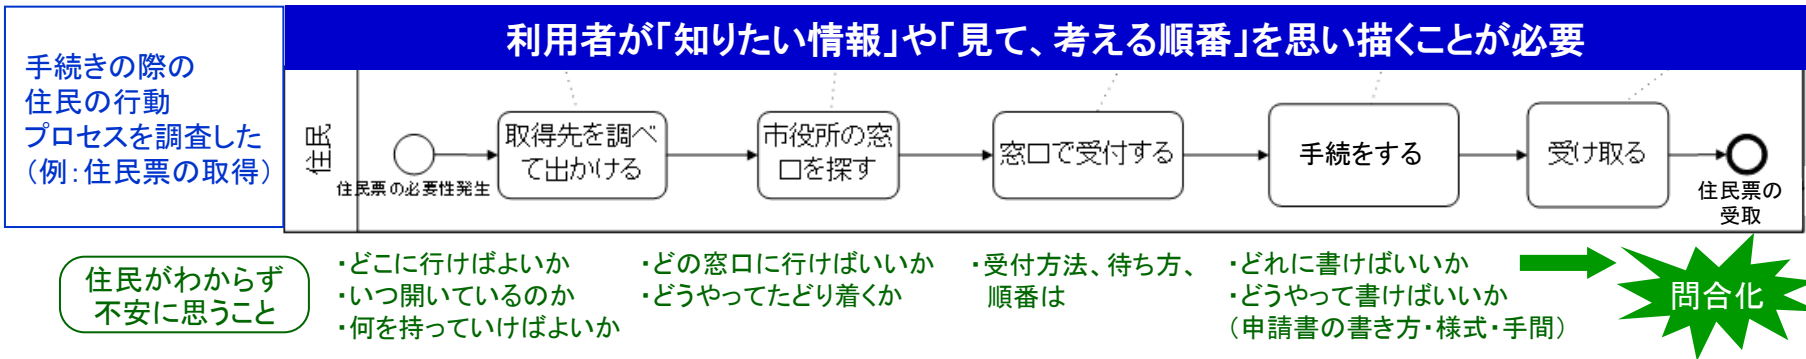 利用者が｢知りたい情報｣や｢見て、考える順番｣を思い描くことが必要
手続きの際の
住民の行動
プロセスを調査した
(例:住民票の取得)
住民
住民票の必要性発生
取得先を調べ
て出かける
市役所の窓
口を探す
窓口で受付する
手続をする
受け取る
住民票の
受取
住民がわからず
不安に思うこと
・どこに行けばよいか
・いつ開いているのか
・何を持っていけばよいか
・どの窓口に行けばいいか
・どうやってたどり着くか
・受付方法、待ち方、
順番は
・どれに書けばいいか
・どうやって書けばいいか
(申請書の書き方・様式・手間)
問合化